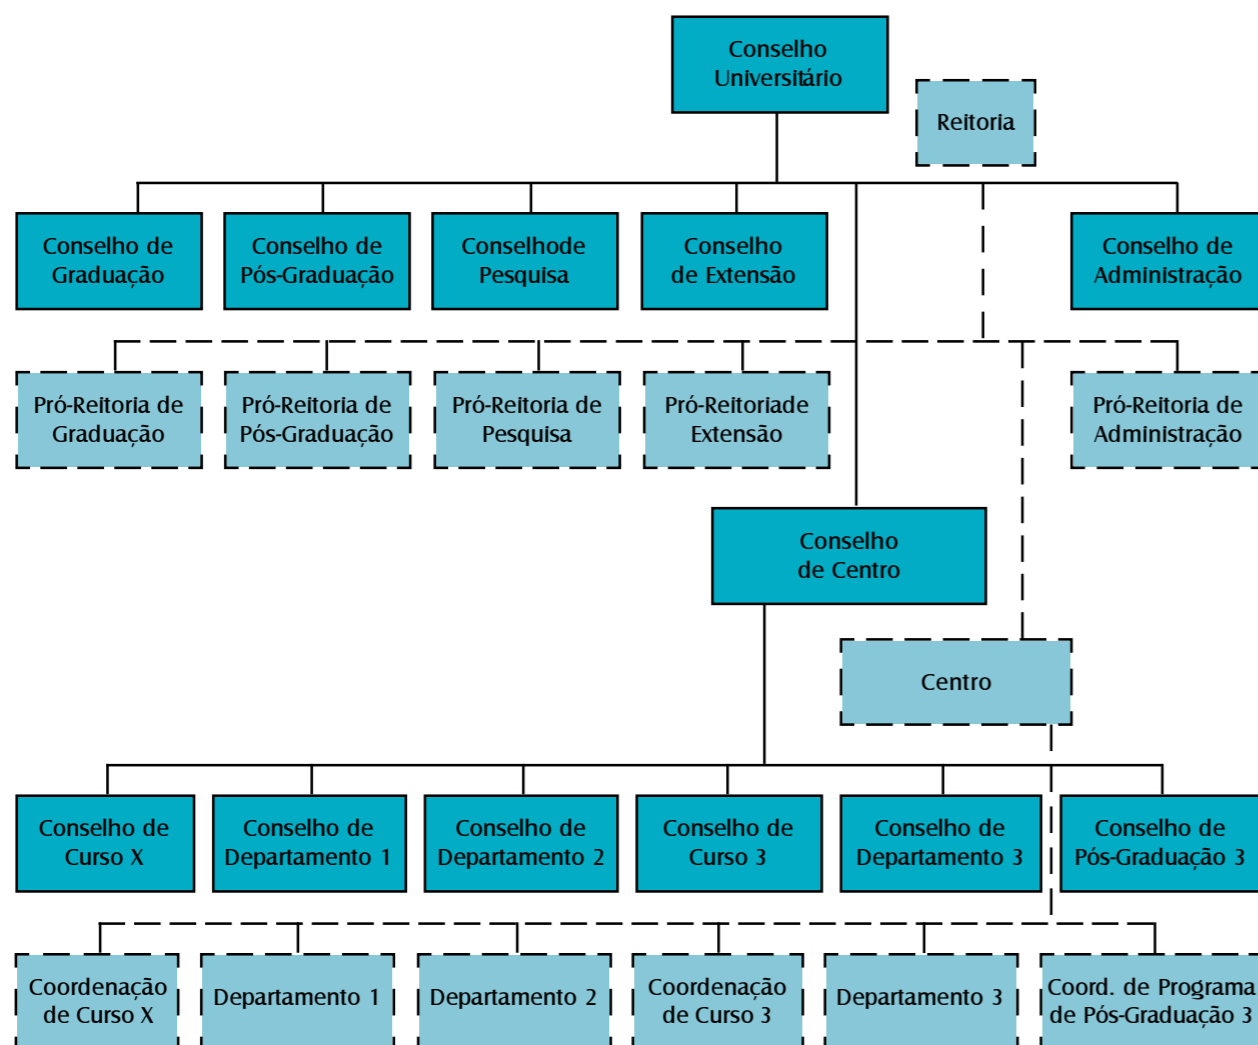 Conselho
Universitário
Reitoria
Conselho de
Graduação
Conselho de
Pós-Graduação
Conselhode
Pesquisa
Conselho
de Extensão
Conselho de
Administração
Pró-Reitoria de
Graduação
Pró-Reitoria de
Pós-Graduação
Pró-Reitoria de
Pesquisa
Pró-Reitoriade
Extensão
Pró-Reitoria de
Administração
Conselho
de Centro
Centro
Conselho de
Curso X
Conselho de
Departamento 1
Conselho de
Departamento 2
Conselho de
Curso 3
Conselho de
Departamento 3
Conselho de
Pós-Graduação 3
Coordenação
de Curso X
Departamento 1
Departamento 2
Coordenação
de Curso 3
Departamento 3
Coord. de Programa
de Pós-Graduação 3